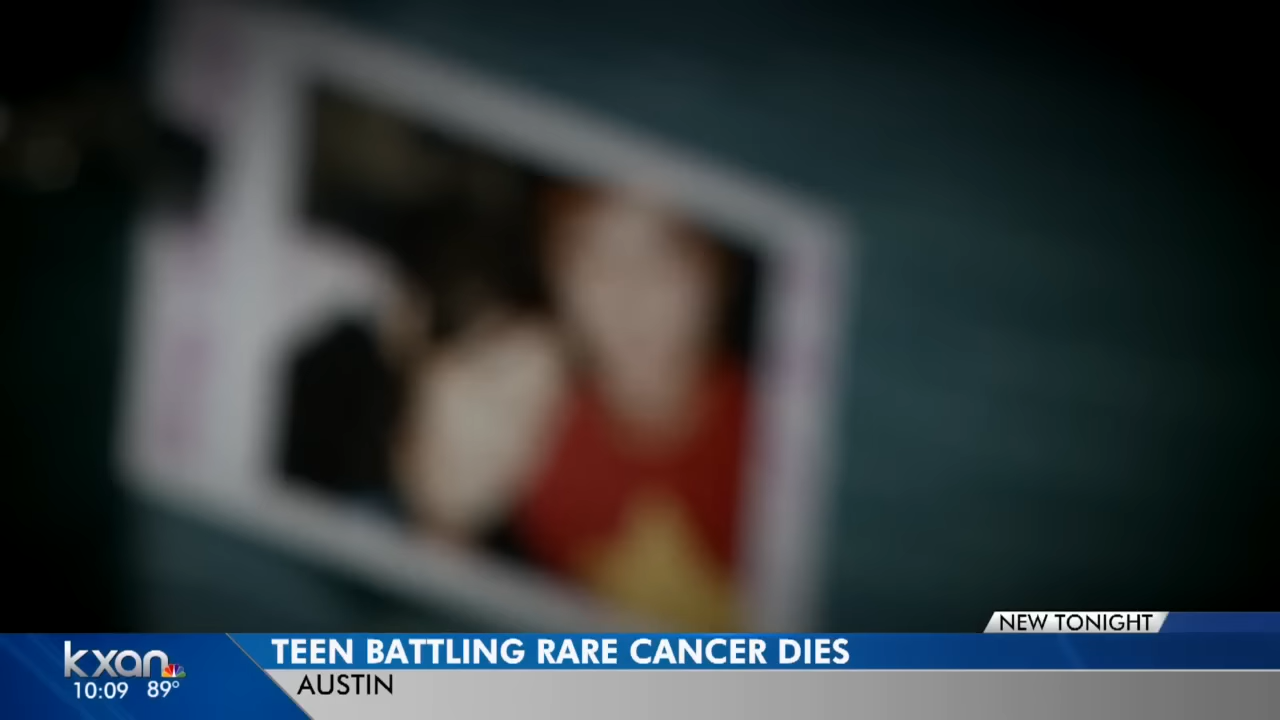 NEW TONIGHT
TEEN BATTLING RARE CANCER DIES
AUSTIN
kxan
10:09 89°